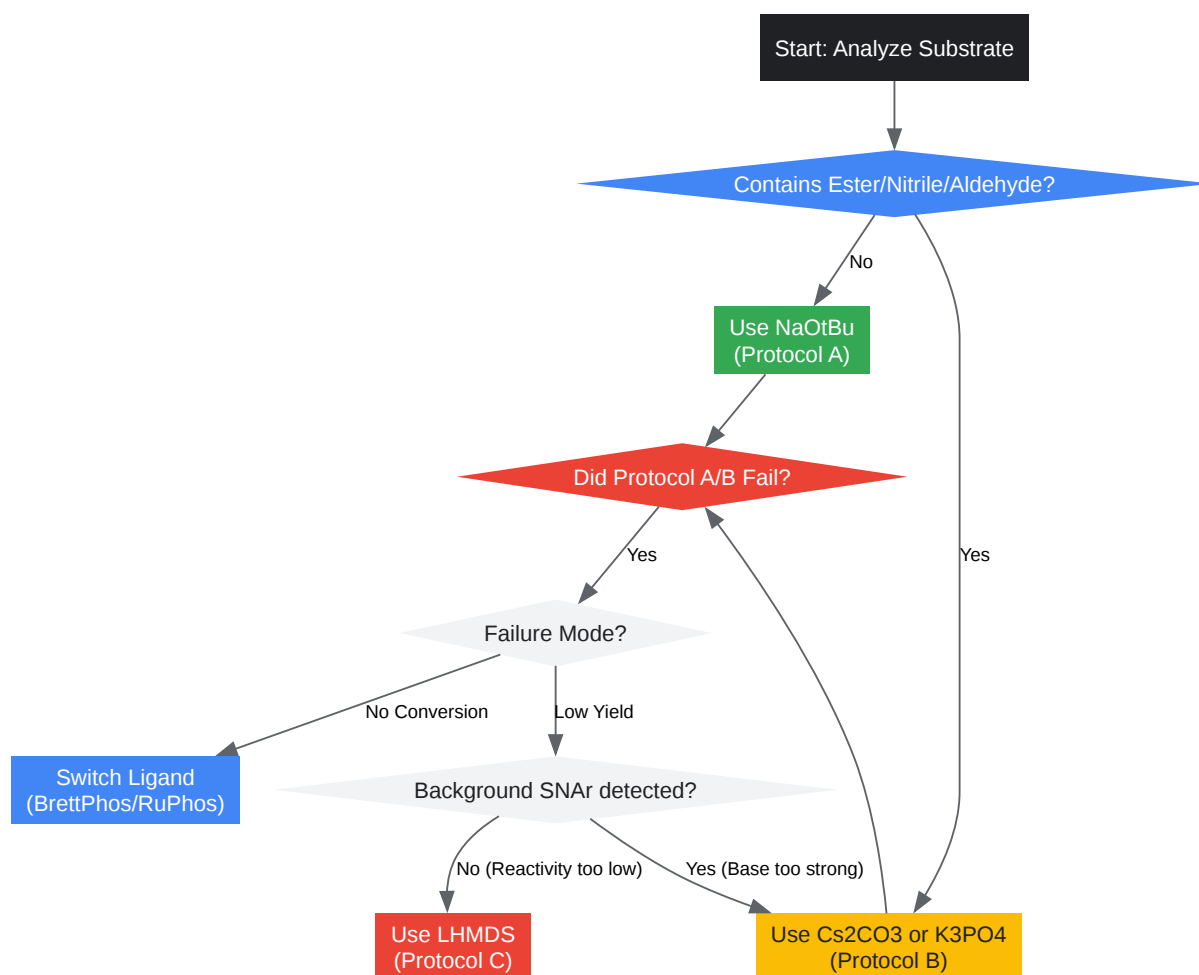 Start: Analyze Substrate
Contains Ester/Nitrile/Aldehyde?
No
Use NaOtBu
(Protocol A)
Did Protocol A/B Fail?
Yes
Yes
Failure Mode?
No Conversion
Low Yield
Switch Ligand
(BrettPhos/RuPhos)
Background SNAr detected?
No (Reactivity too low)
Yes (Base too strong)
Use LHMDS
(Protocol C)
Use Cs2CO3 or K3PO4
(Protocol B)